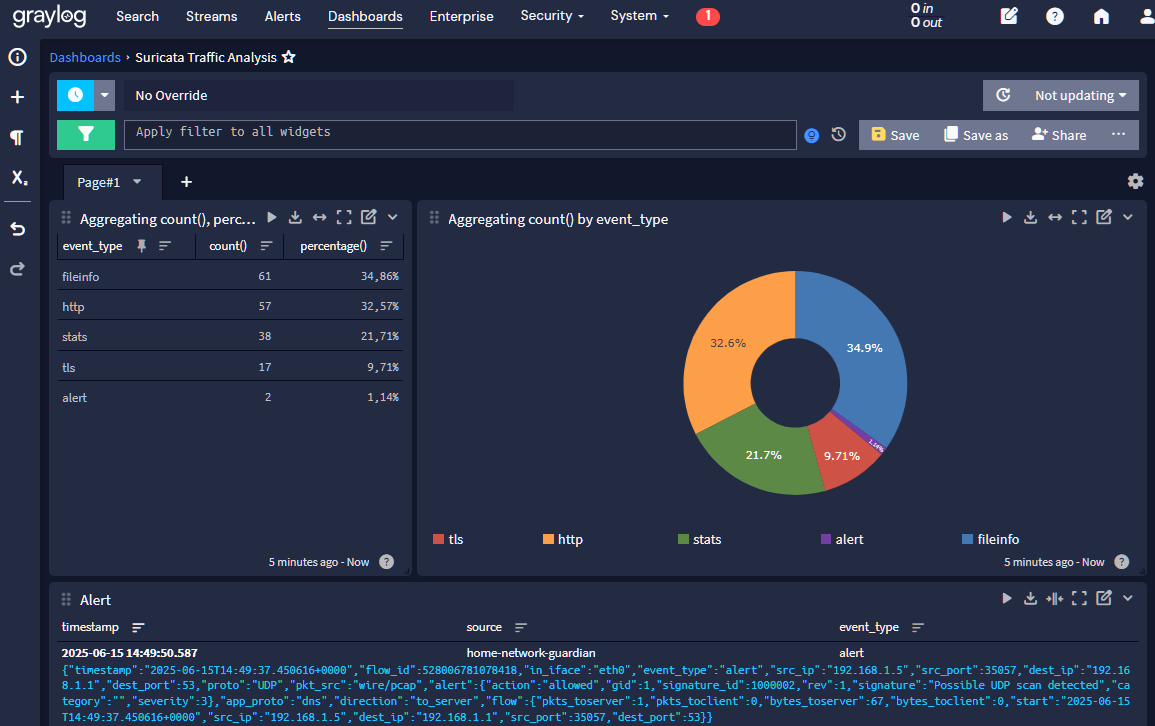 graylog Search Streams Alerts Dashboards Enterprise Security System 1 0 in
0 out
Dashboards › Suricata Traffic Analysis
No Override Not updating
Apply filter to all widgets Save Save as Share ...
Page#1 +
Aggregating count(), perc... Aggregating count() by event_type
event_type count() percentage()
fileinfo 61 34,86%
http 57 32,57%
stats 38 21,71%
tls 17 9,71%
alert 2 1,14%
32.6% 34.9%
1.14%
21.7% 9.71%
tls http stats alert fileinfo
5 minutes ago - Now ? 5 minutes ago - Now ?
Alert
timestamp source event_type
2025-06-15 14:49:50.587 home-network-guardian alert
{"timestamp":"2025-06-15T14:49:37.450616+0000","flow_id":528006781078418,"in_iface":"eth0","event_type":"alert","src_ip":"192.168.1.5","src_port":35057,"dest_ip":"192.16
8.1.1","dest_port":53,"proto":"UDP","pkt_src":"wire/pcap","alert":{"action":"allowed","gid":1,"signature_id":1000002,"rev":1,"signature":"Possible UDP scan detected","ca
tegory":"","severity":3},"app_proto":"dns","direction":"to_server","flow":{"pkts_toserver":1,"pkts_toclient":0,"bytes_toserver":67,"bytes_toclient":0,"start":"2025-06-15
T14:49:37.450616+0000","src_ip":"192.168.1.5","dest_ip":"192.168.1.1","src_port":35057,"dest_port":53}}